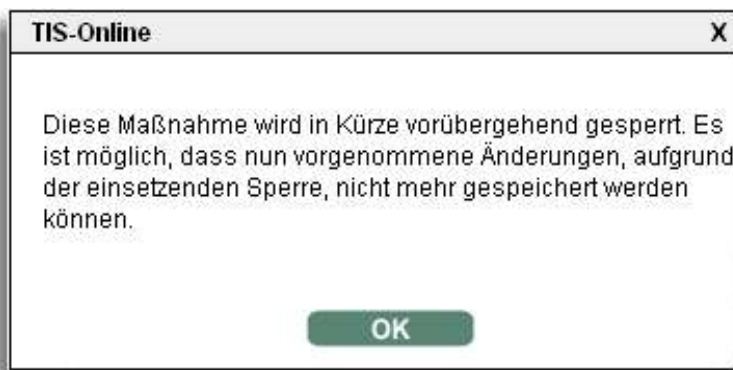 TIS-Online X
Diese Maßnahme wird in Kürze vorübergehend gesperrt. Es
ist möglich, dass nun vorgenommene Änderungen, aufgrund
der einsetzenden Sperre, nicht mehr gespeichert werden
können.
OK